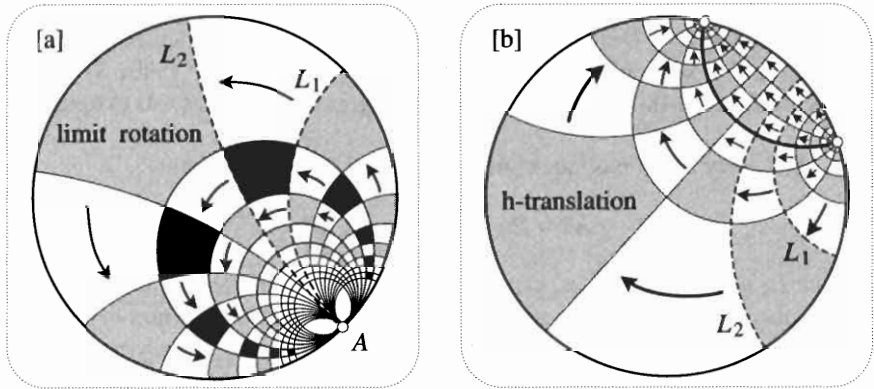 [a]
L₂
L₁
limit rotation
A
[b]
h-translation
L₁
L₂